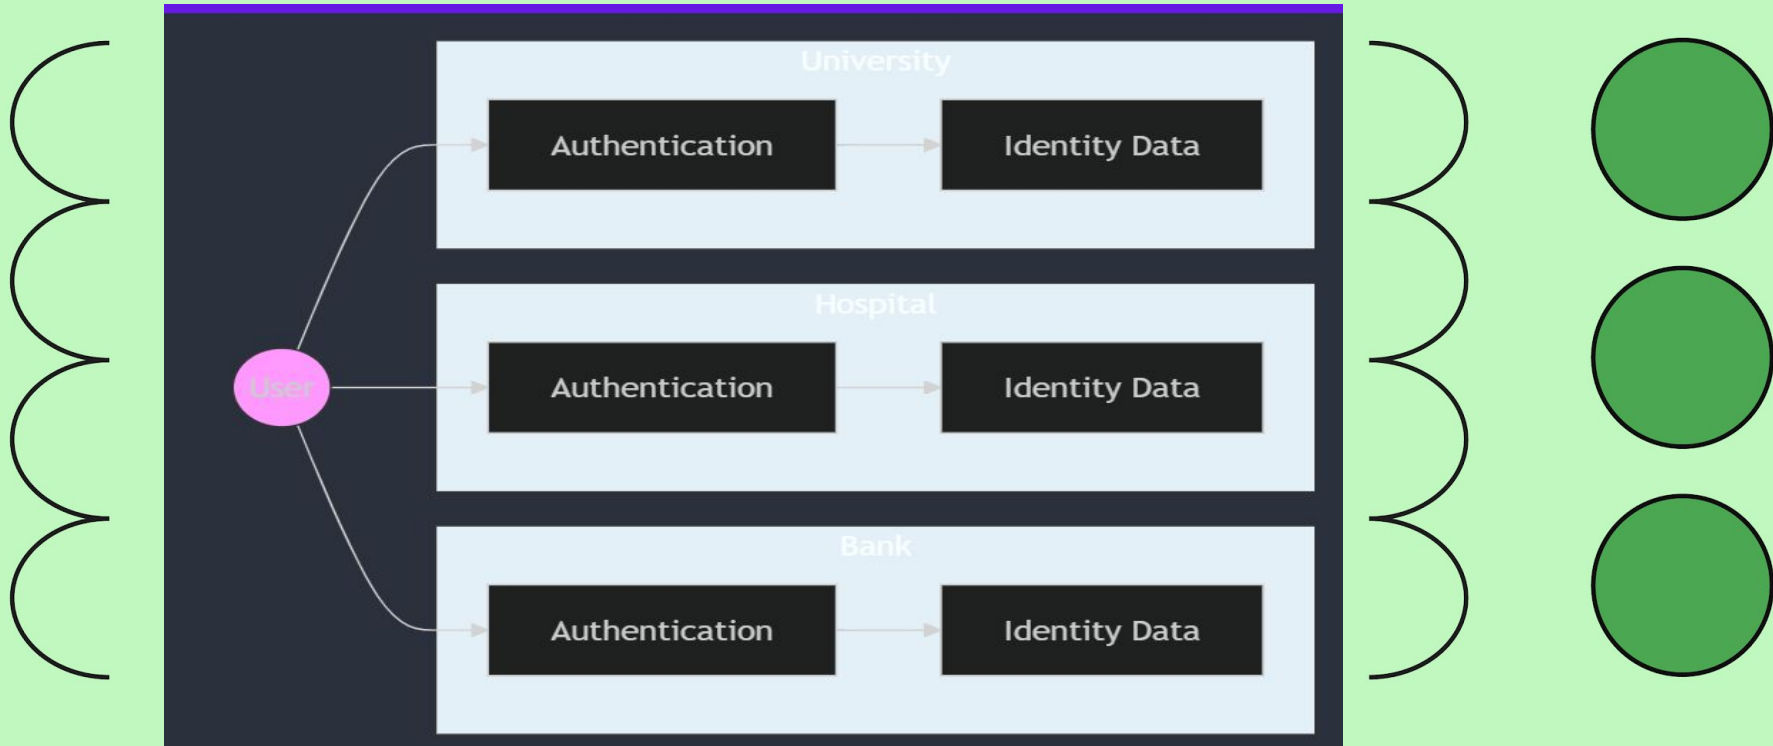 University
Authentication
Identity Data
Hospital
User
Authentication
Identity Data
Bank
Authentication
Identity Data